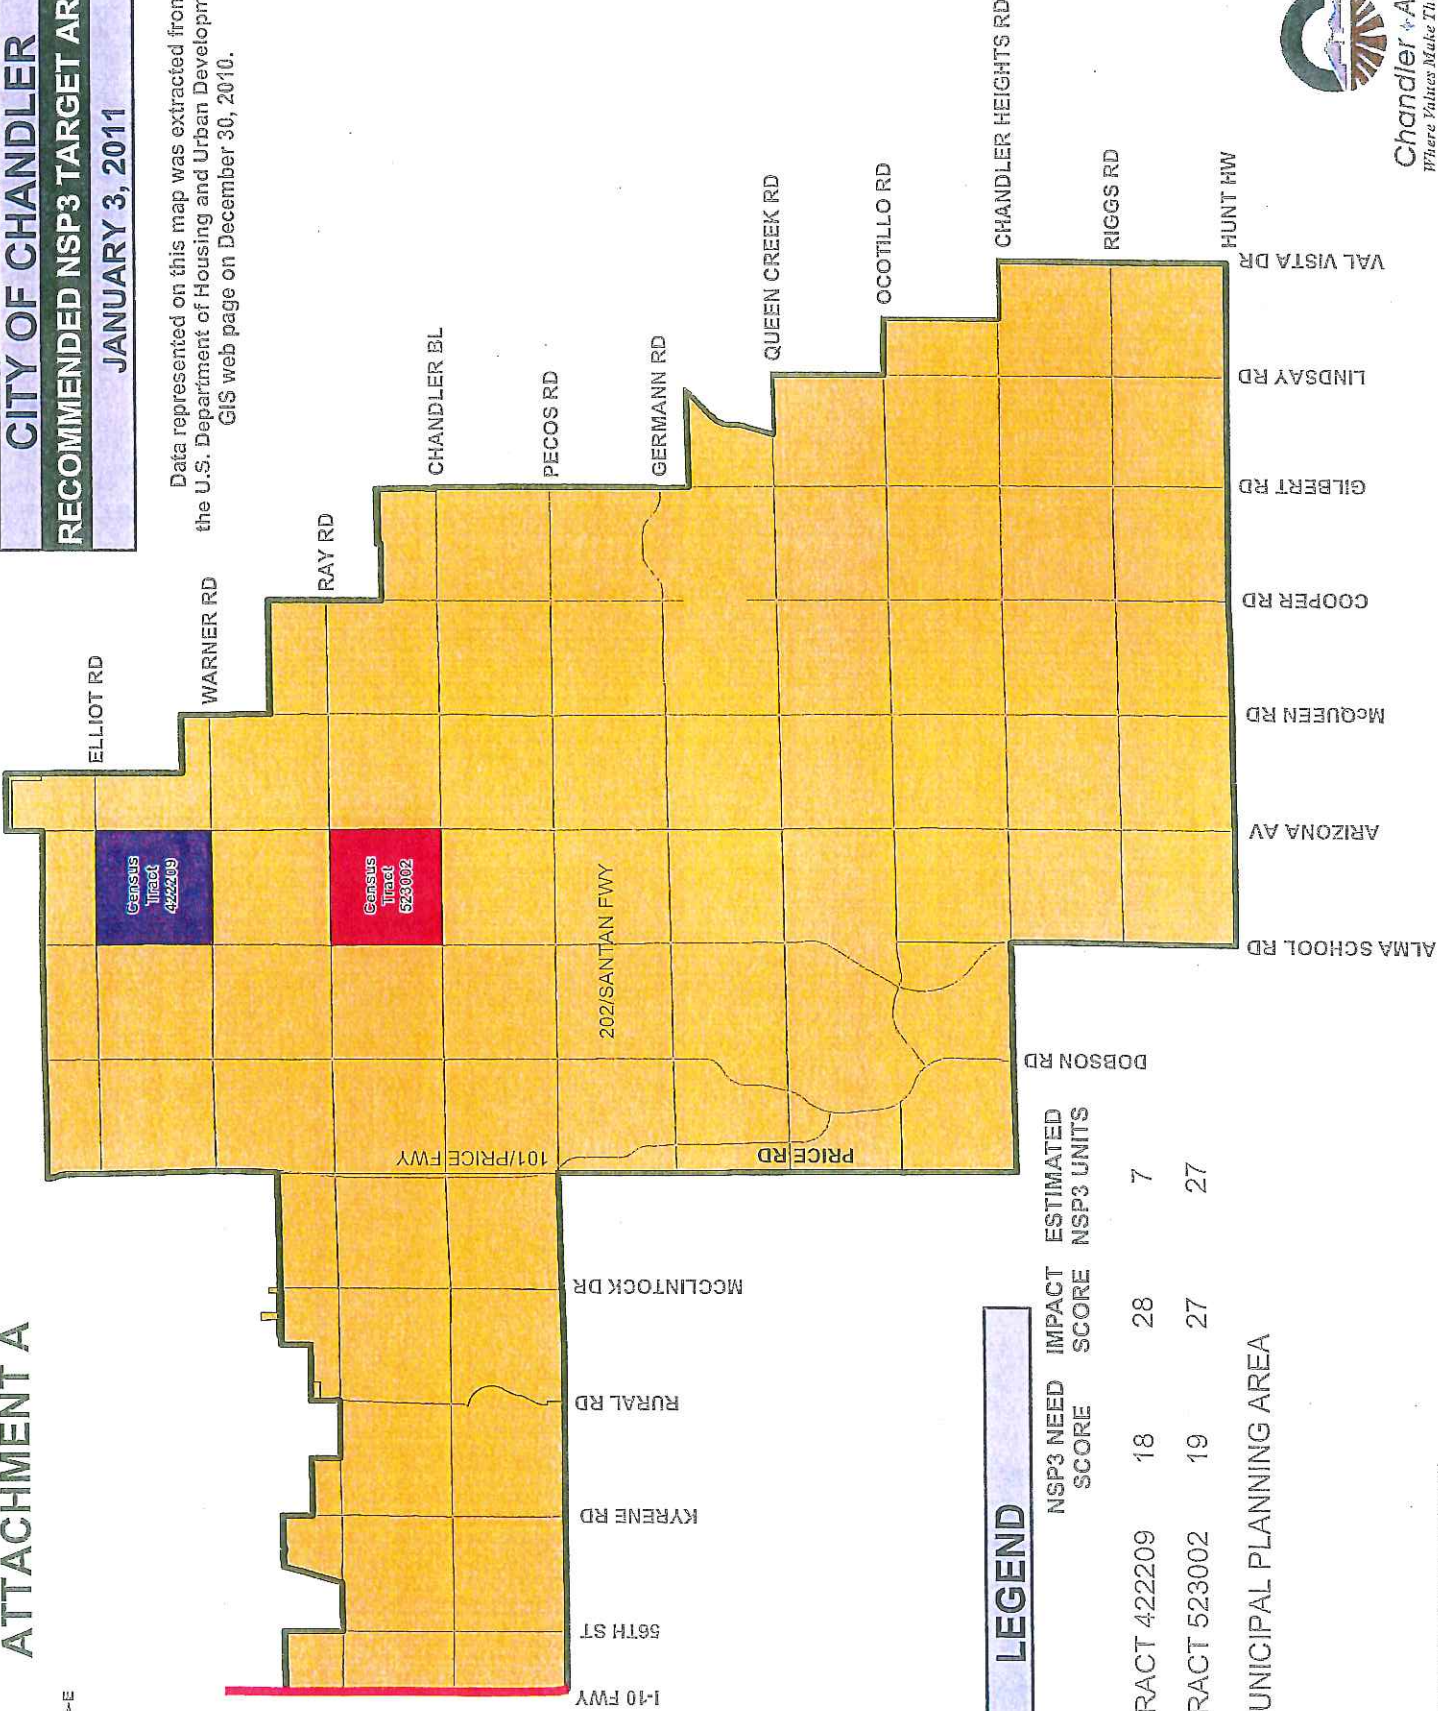 ATTACHMENT A
CITY OF CHANDLER
RECOMMENDED NSP3 TARGET AR
JANUARY 3, 2011
Data represented on this map was extracted from
the U.S. Department of Housing and Urban Developm
GIS web page on December 30, 2010.
ELLIOT RD
WARNER RD
RAY RD
CHANDLER BL
PECOS RD
GERMANN RD
QUEEN CREEK RD
OCOTILLO RD
CHANDLER HEIGHTS RD
RIGGS RD
HUNT HW
Census
Tract
422209
Census
Tract
523002
202/SANTAN FWY
101/PRICE FWY
PRICE RD
I-10 FWY
56TH ST
KYRENE RD
RURAL RD
MCCLINTOCK DR
DOBSON RD
ALMA SCHOOL RD
ARIZONA AV
McQUEEN RD
COOPER RD
GILBERT RD
LINDSAY RD
VAL VISTA DR
LEGEND
NSP3 NEED IMPACT ESTIMATED
SCORE SCORE NSP3 UNITS
RACT 422209 18 28 7
RACT 523002 19 27 27
UNICIPAL PLANNING AREA
Chandler A
Where Values Make Th